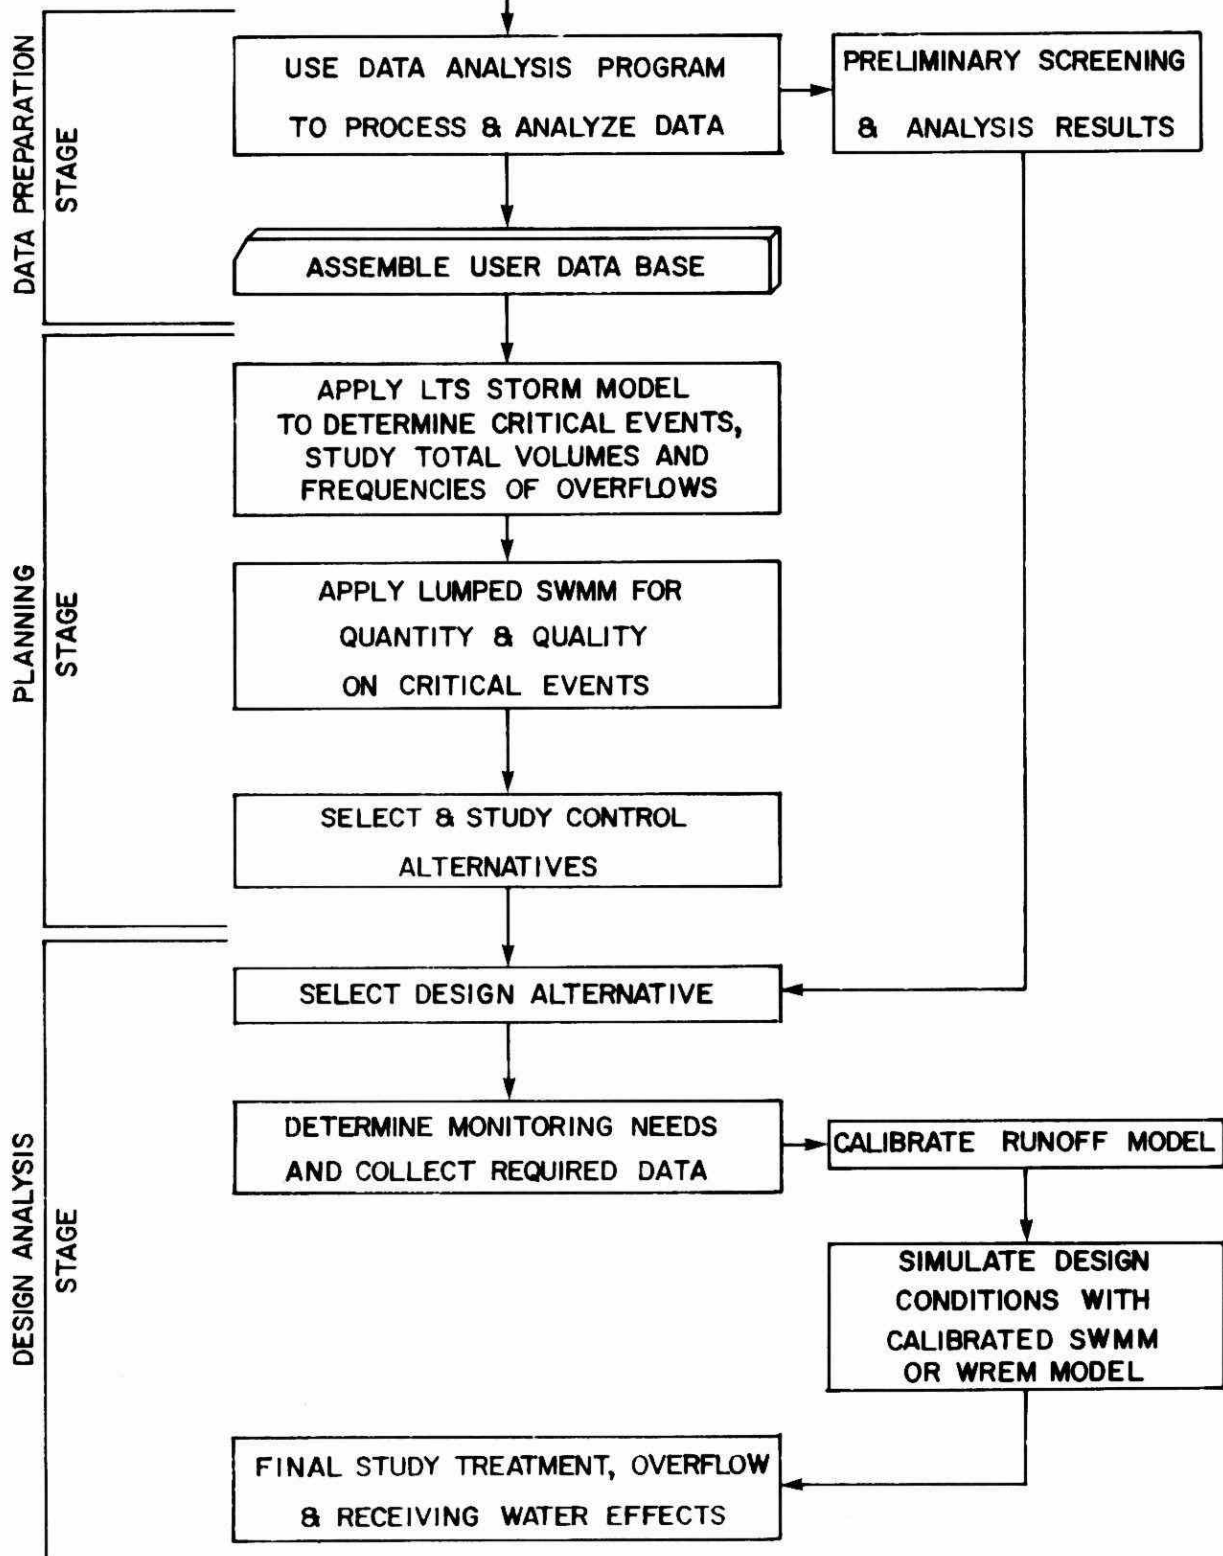 DATA PREPARATION
STAGE
USE DATA ANALYSIS PROGRAM
TO PROCESS & ANALYZE DATA
PRELIMINARY SCREENING
& ANALYSIS RESULTS
ASSEMBLE USER DATA BASE
PLANNING
STAGE
APPLY LTS STORM MODEL
TO DETERMINE CRITICAL EVENTS,
STUDY TOTAL VOLUMES AND
FREQUENCIES OF OVERFLOWS
APPLY LUMPED SWMM FOR
QUANTITY & QUALITY
ON CRITICAL EVENTS
SELECT & STUDY CONTROL
ALTERNATIVES
DESIGN ANALYSIS
STAGE
SELECT DESIGN ALTERNATIVE
DETERMINE MONITORING NEEDS
AND COLLECT REQUIRED DATA
CALIBRATE RUNOFF MODEL
SIMULATE DESIGN
CONDITIONS WITH
CALIBRATED SWMM
OR WREM MODEL
FINAL STUDY TREATMENT, OVERFLOW
& RECEIVING WATER EFFECTS